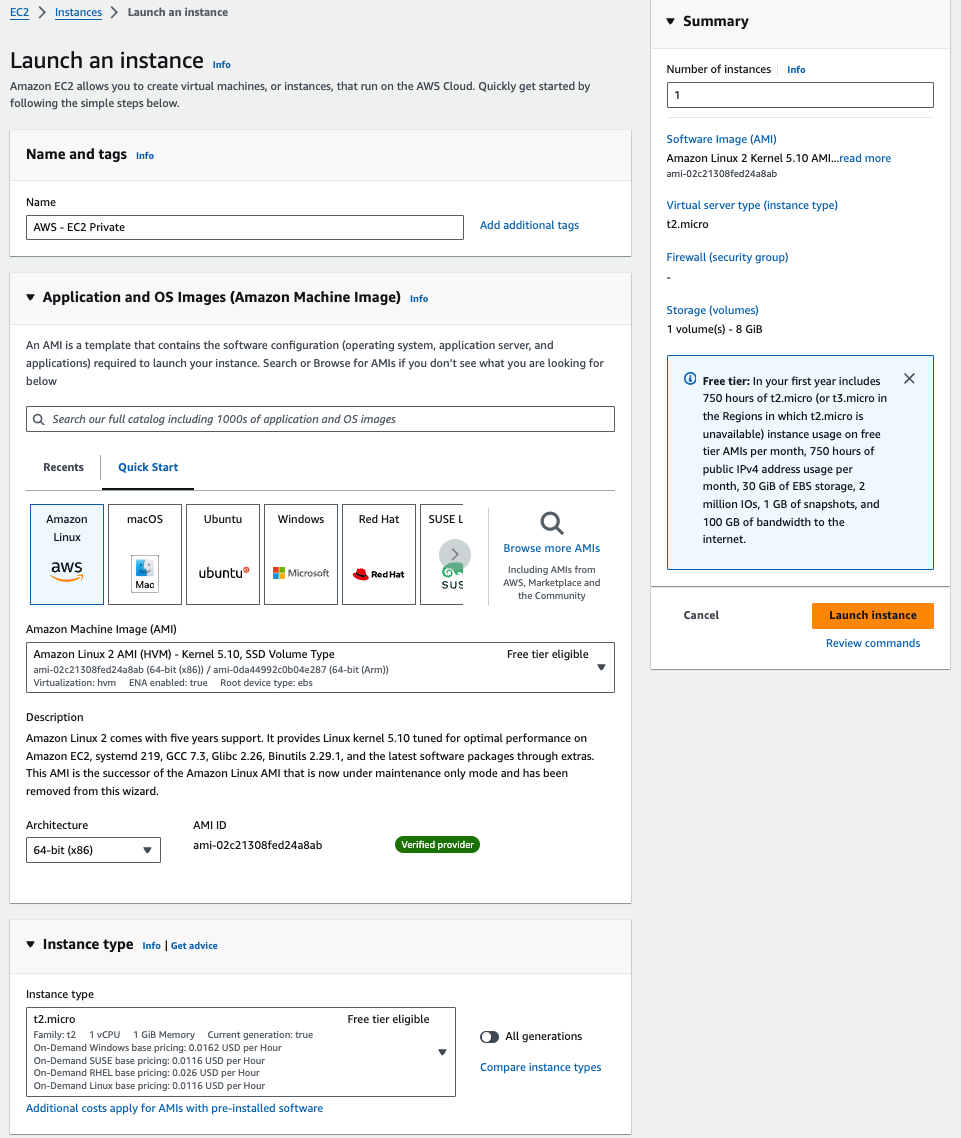 EC2 > Instances > Launch an instance
Launch an instance Info
Amazon EC2 allows you to create virtual machines, or instances, that run on the AWS Cloud. Quickly get started by
following the simple steps below.
Name and tags Info
Name
AWS - EC2 Private
Add additional tags
Application and OS Images (Amazon Machine Image) Info
An AMI is a template that contains the software configuration (operating system, application server, and
applications) required to launch your instance. Search or Browse for AMIs if you don't see what you are looking for
below
Search our full catalog including 1000s of application and OS images
Recents
Quick Start
Amazon
Linux
aws
macOS
Mac
Ubuntu
ubuntu
Windows
Microsoft
Red Hat
Red Hat
SUSE L
SUS
Browse more AMIs
Including AMIs from
AWS, Marketplace and
the Community
Amazon Machine Image (AMI)
Amazon Linux 2 AMI (HVM) - Kernel 5.10, SSD Volume Type
Free tier eligible
ami-02c21308fed24a8ab (64-bit (x86)) / ami-0da44992c0b04e287 (64-bit (Arm))
Virtualization: hvm ENA enabled: true Root device type: ebs
Description
Amazon Linux 2 comes with five years support. It provides Linux kernel 5.10 tuned for optimal performance on
Amazon EC2, systemd 219, GCC 7.3, Glibc 2.26, Binutils 2.29.1, and the latest software packages through extras.
This AMI is the successor of the Amazon Linux AMI that is now under maintenance only mode and has been
removed from this wizard.
Architecture
64-bit (x86)
AMI ID
ami-02c21308fed24a8ab
Verified provider
Instance type Info | Get advice
Instance type
t2.micro
Free tier eligible
Family: t2 1 vCPU 1 GiB Memory Current generation: true
On-Demand Windows base pricing: 0.0162 USD per Hour
On-Demand SUSE base pricing: 0.0116 USD per Hour
On-Demand RHEL base pricing: 0.026 USD per Hour
On-Demand Linux base pricing: 0.0116 USD per Hour
All generations
Compare instance types
Additional costs apply for AMIs with pre-installed software
Summary
Number of instances Info
1
Software Image (AMI)
Amazon Linux 2 Kernel 5.10 AMI...read more
ami-02c21308fed24a8ab
Virtual server type (instance type)
t2.micro
Firewall (security group)
-
Storage (volumes)
1 volume(s) - 8 GiB
Free tier: In your first year includes
750 hours of t2.micro (or t3.micro in
the Regions in which t2.micro is
unavailable) instance usage on free
tier AMIs per month, 750 hours of
public IPv4 address usage per
month, 30 GiB of EBS storage, 2
million IOs, 1 GB of snapshots, and
100 GB of bandwidth to the
internet.
Cancel
Launch instance
Review commands